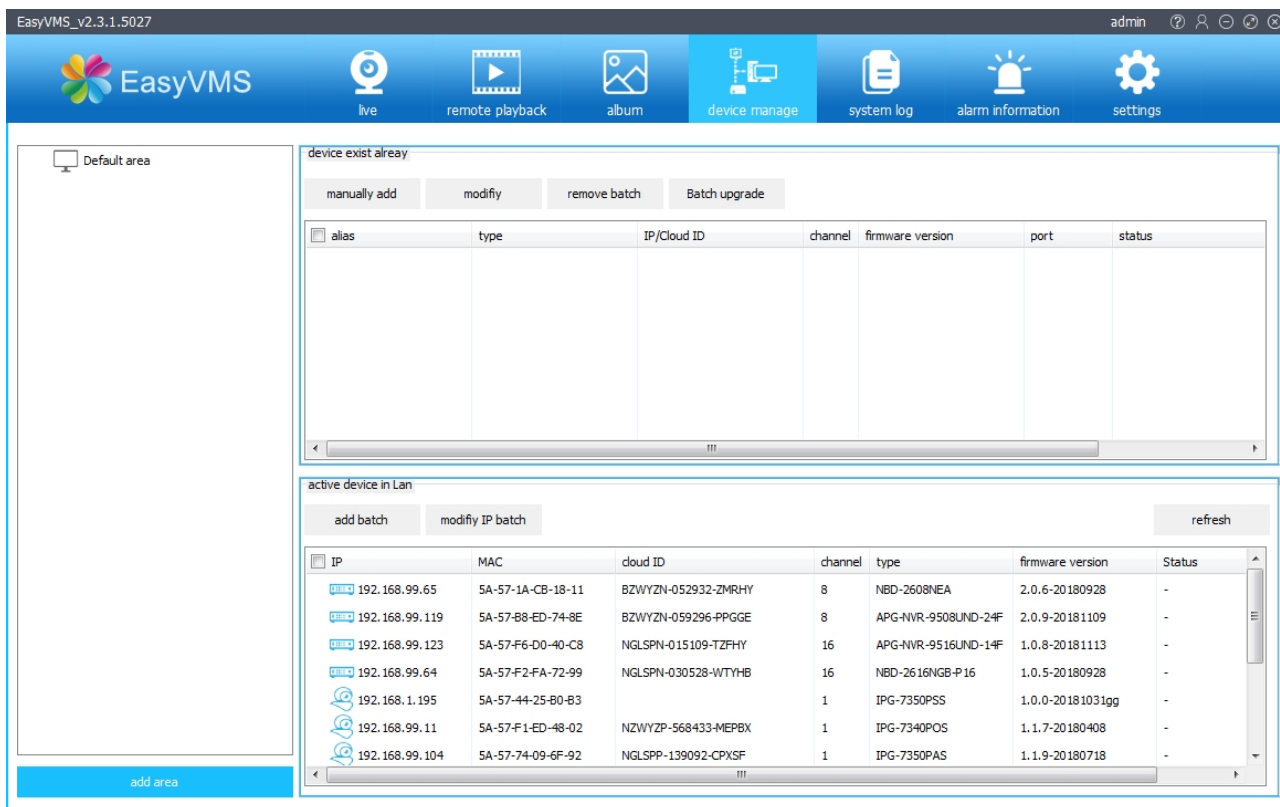 EasyVMS_v2.3.1.5027 admin
EasyVMS
live remote playback album device manage system log alarm information settings
Default area
device exist alreay
manually add modifiy remove batch Batch upgrade
alias type IP/Cloud ID channel firmware version port status
active device in Lan
add batch modifiy IP batch refresh
IP MAC cloud ID channel type firmware version Status
192.168.99.65 5A-57-1A-CB-18-11 BZWYZN-052932-ZMRHY 8 NBD-2608NEA 2.0.6-20180928 -
192.168.99.119 5A-57-B8-ED-74-8E BZWYZN-059296-PPGGE 8 APG-NVR-9508UND-24F 2.0.9-20181109 -
192.168.99.123 5A-57-F6-D0-40-C8 NGLSPN-015109-TZFHY 16 APG-NVR-9516UND-14F 1.0.8-20181113 -
192.168.99.64 5A-57-F2-FA-72-99 NGLSPN-030528-WTYHB 16 NBD-2616NGB-P16 1.0.5-20180928 -
192.168.1.195 5A-57-44-25-B0-B3 1 IPG-7350PSS 1.0.0-20181031gg -
192.168.99.11 5A-57-F1-ED-48-02 NZWYZP-568433-MEPBX 1 IPG-7340POS 1.1.7-20180408 -
192.168.99.104 5A-57-74-09-6F-92 NGLSPP-139092-CPXSF 1 IPG-7350PAS 1.1.9-20180718 -
add area